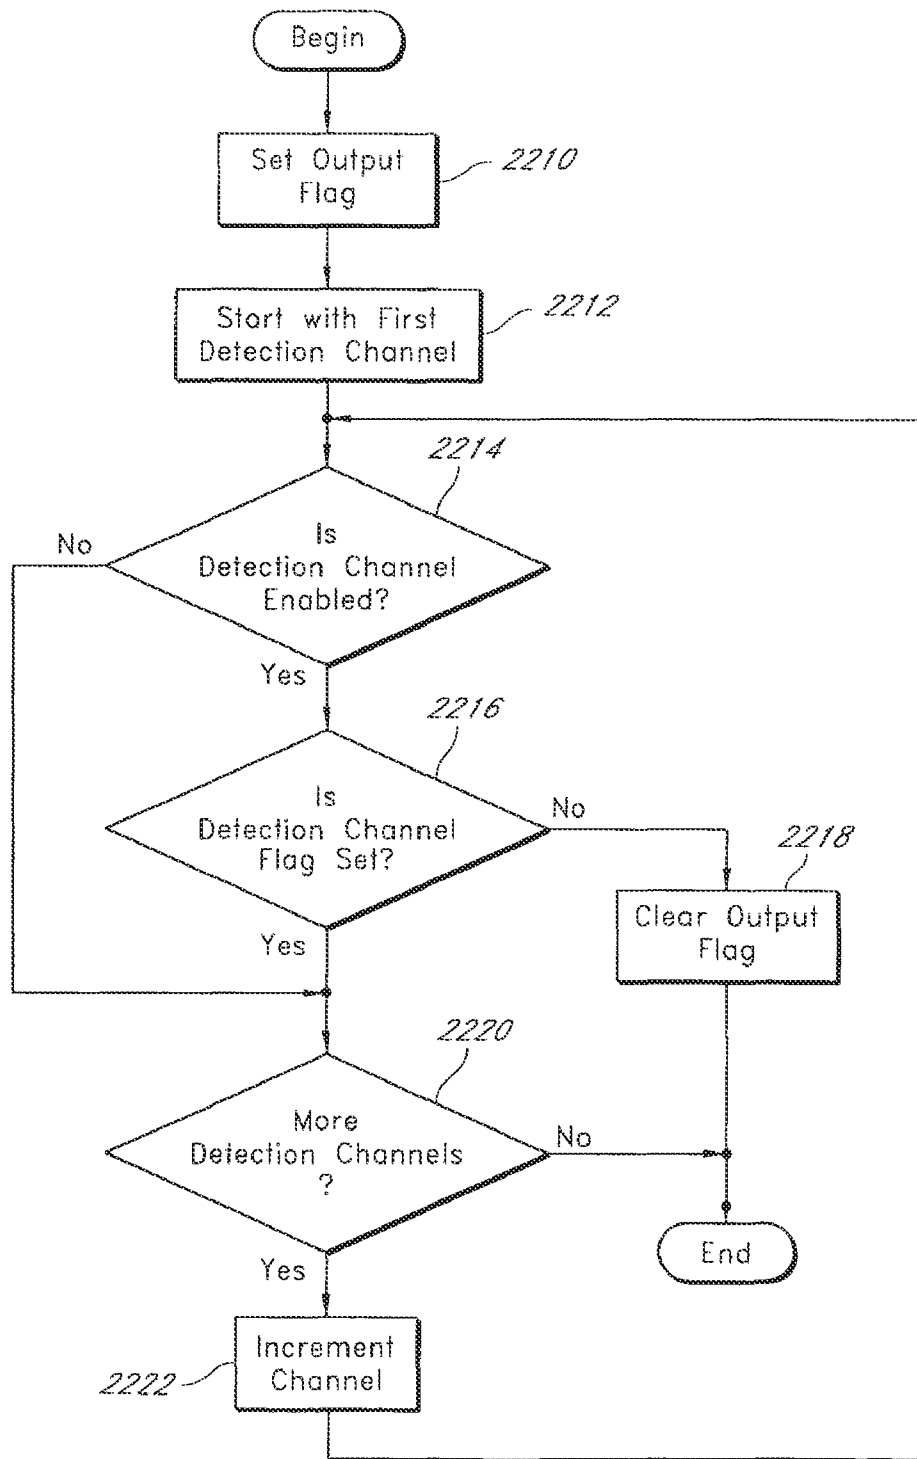 Begin
Set Output
Flag
2210
Start with First
Detection Channel
2212
2214
No
Is
Detection Channel
Enabled?
Yes
2216
Is
Detection Channel
Flag Set?
No
2218
Clear Output
Flag
Yes
2220
More
Detection Channels
?
No
End
Yes
Increment
Channel
2222